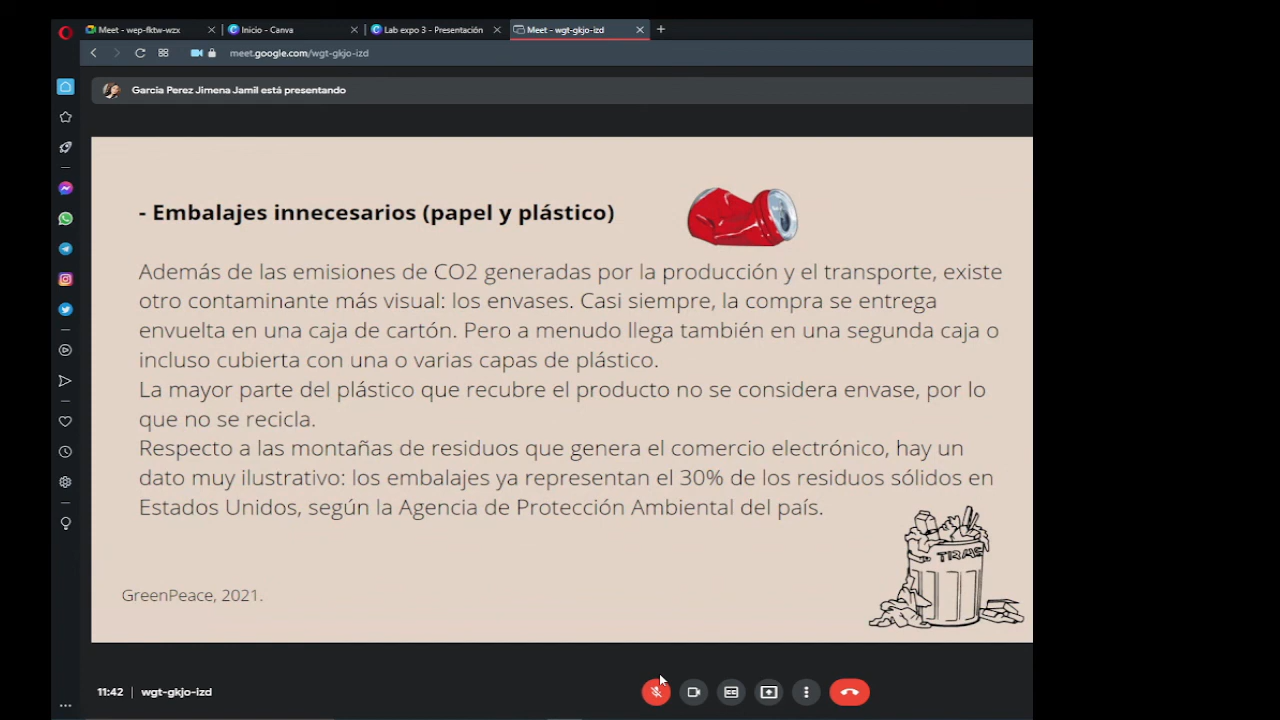 Meet - wep-fktw-wzx
Inicio - Canva
Lab expo 3 - Presentación
Meet - wgt-gkjo-izd
meet.google.com/wgt-gkjo-izd
Garcia Perez Jimena Jamil está presentando
- Embalajes innecesarios (papel y plástico)
Además de las emisiones de CO2 generadas por la producción y el transporte, existe
otro contaminante más visual: los envases. Casi siempre, la compra se entrega
envuelta en una caja de cartón. Pero a menudo llega también en una segunda caja o
incluso cubierta con una o varias capas de plástico.
La mayor parte del plástico que recubre el producto no se considera envase, por lo
que no se recicla.
Respecto a las montañas de residuos que genera el comercio electrónico, hay un
dato muy ilustrativo: los embalajes ya representan el 30% de los residuos sólidos en
Estados Unidos, según la Agencia de Protección Ambiental del país.
GreenPeace, 2021.
11:42 | wgt-gkjo-izd